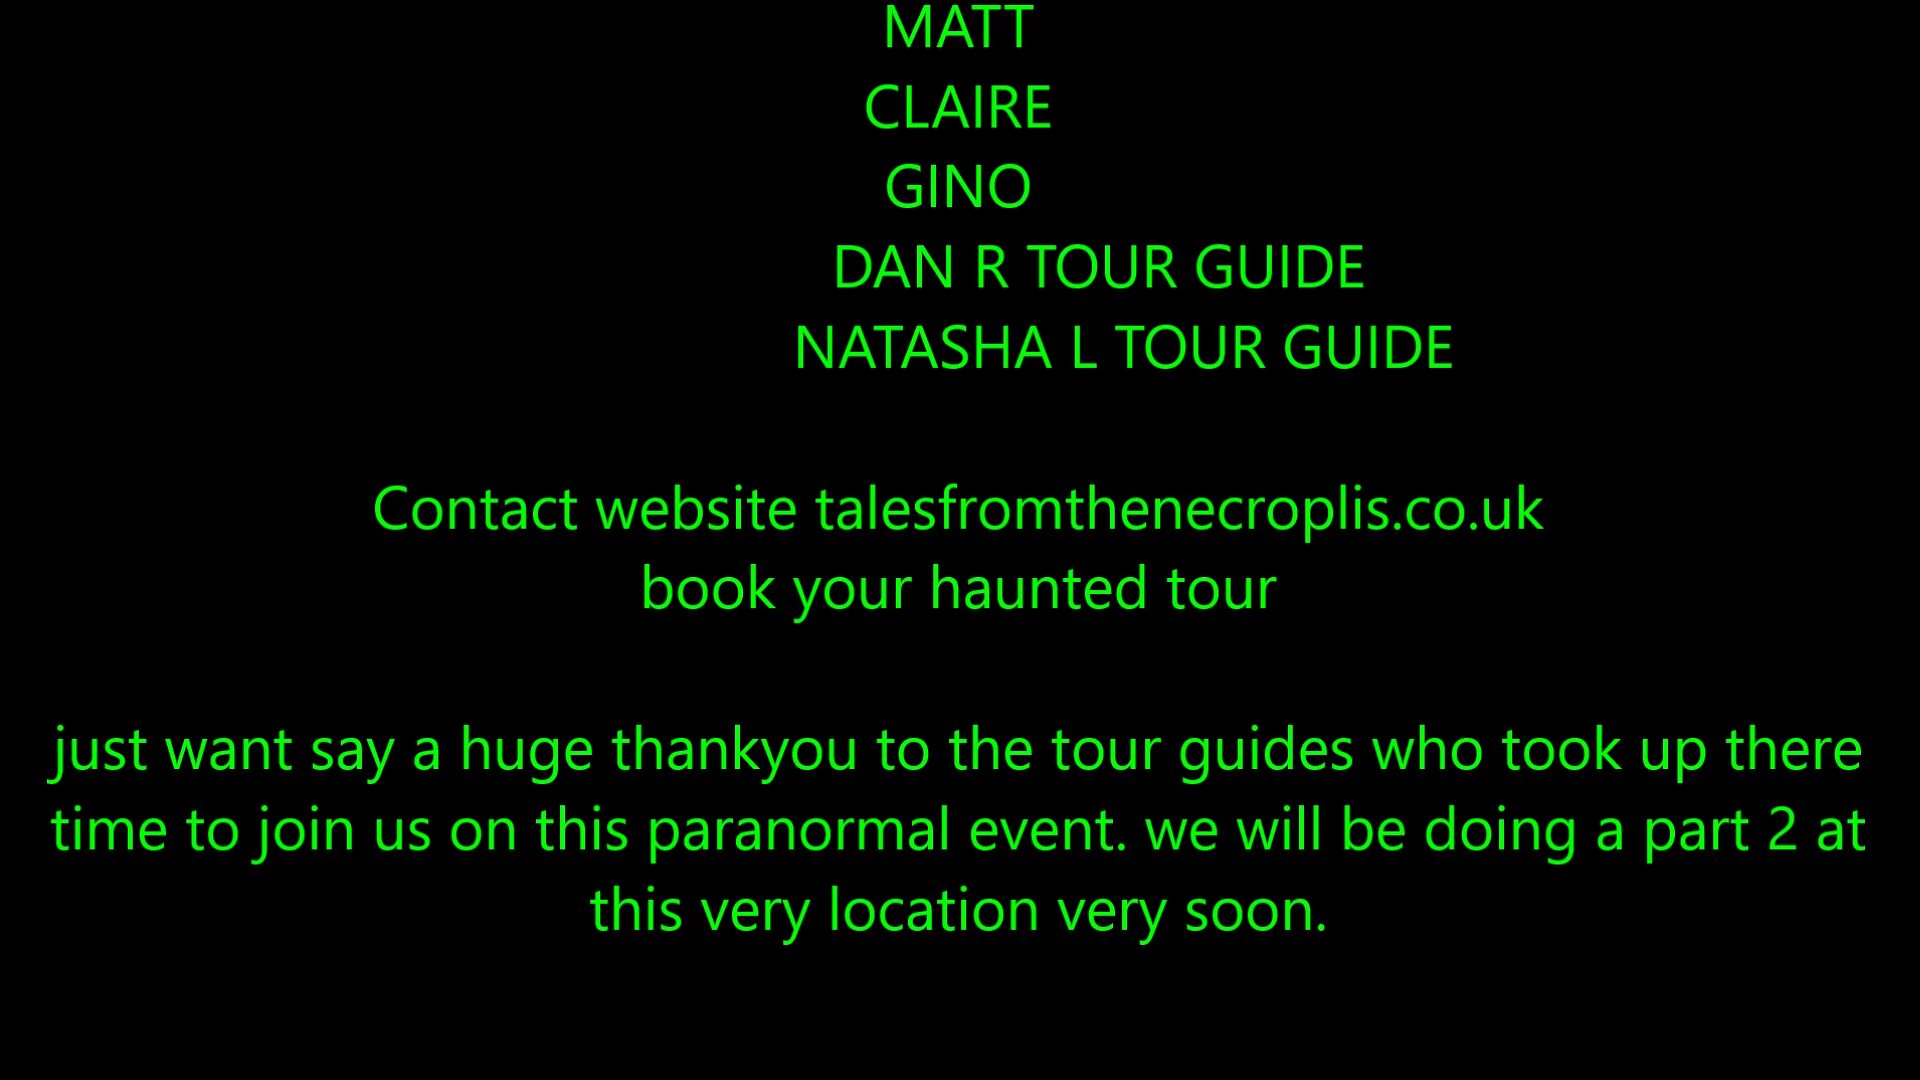 MATT
CLAIRE
GINO
DAN R TOUR GUIDE
NATASHA L TOUR GUIDE
Contact website talesfromthenecroplis.co.uk
book your haunted tour
just want say a huge thankyou to the tour guides who took up there
time to join us on this paranormal event. we will be doing a part 2 at
this very location very soon.